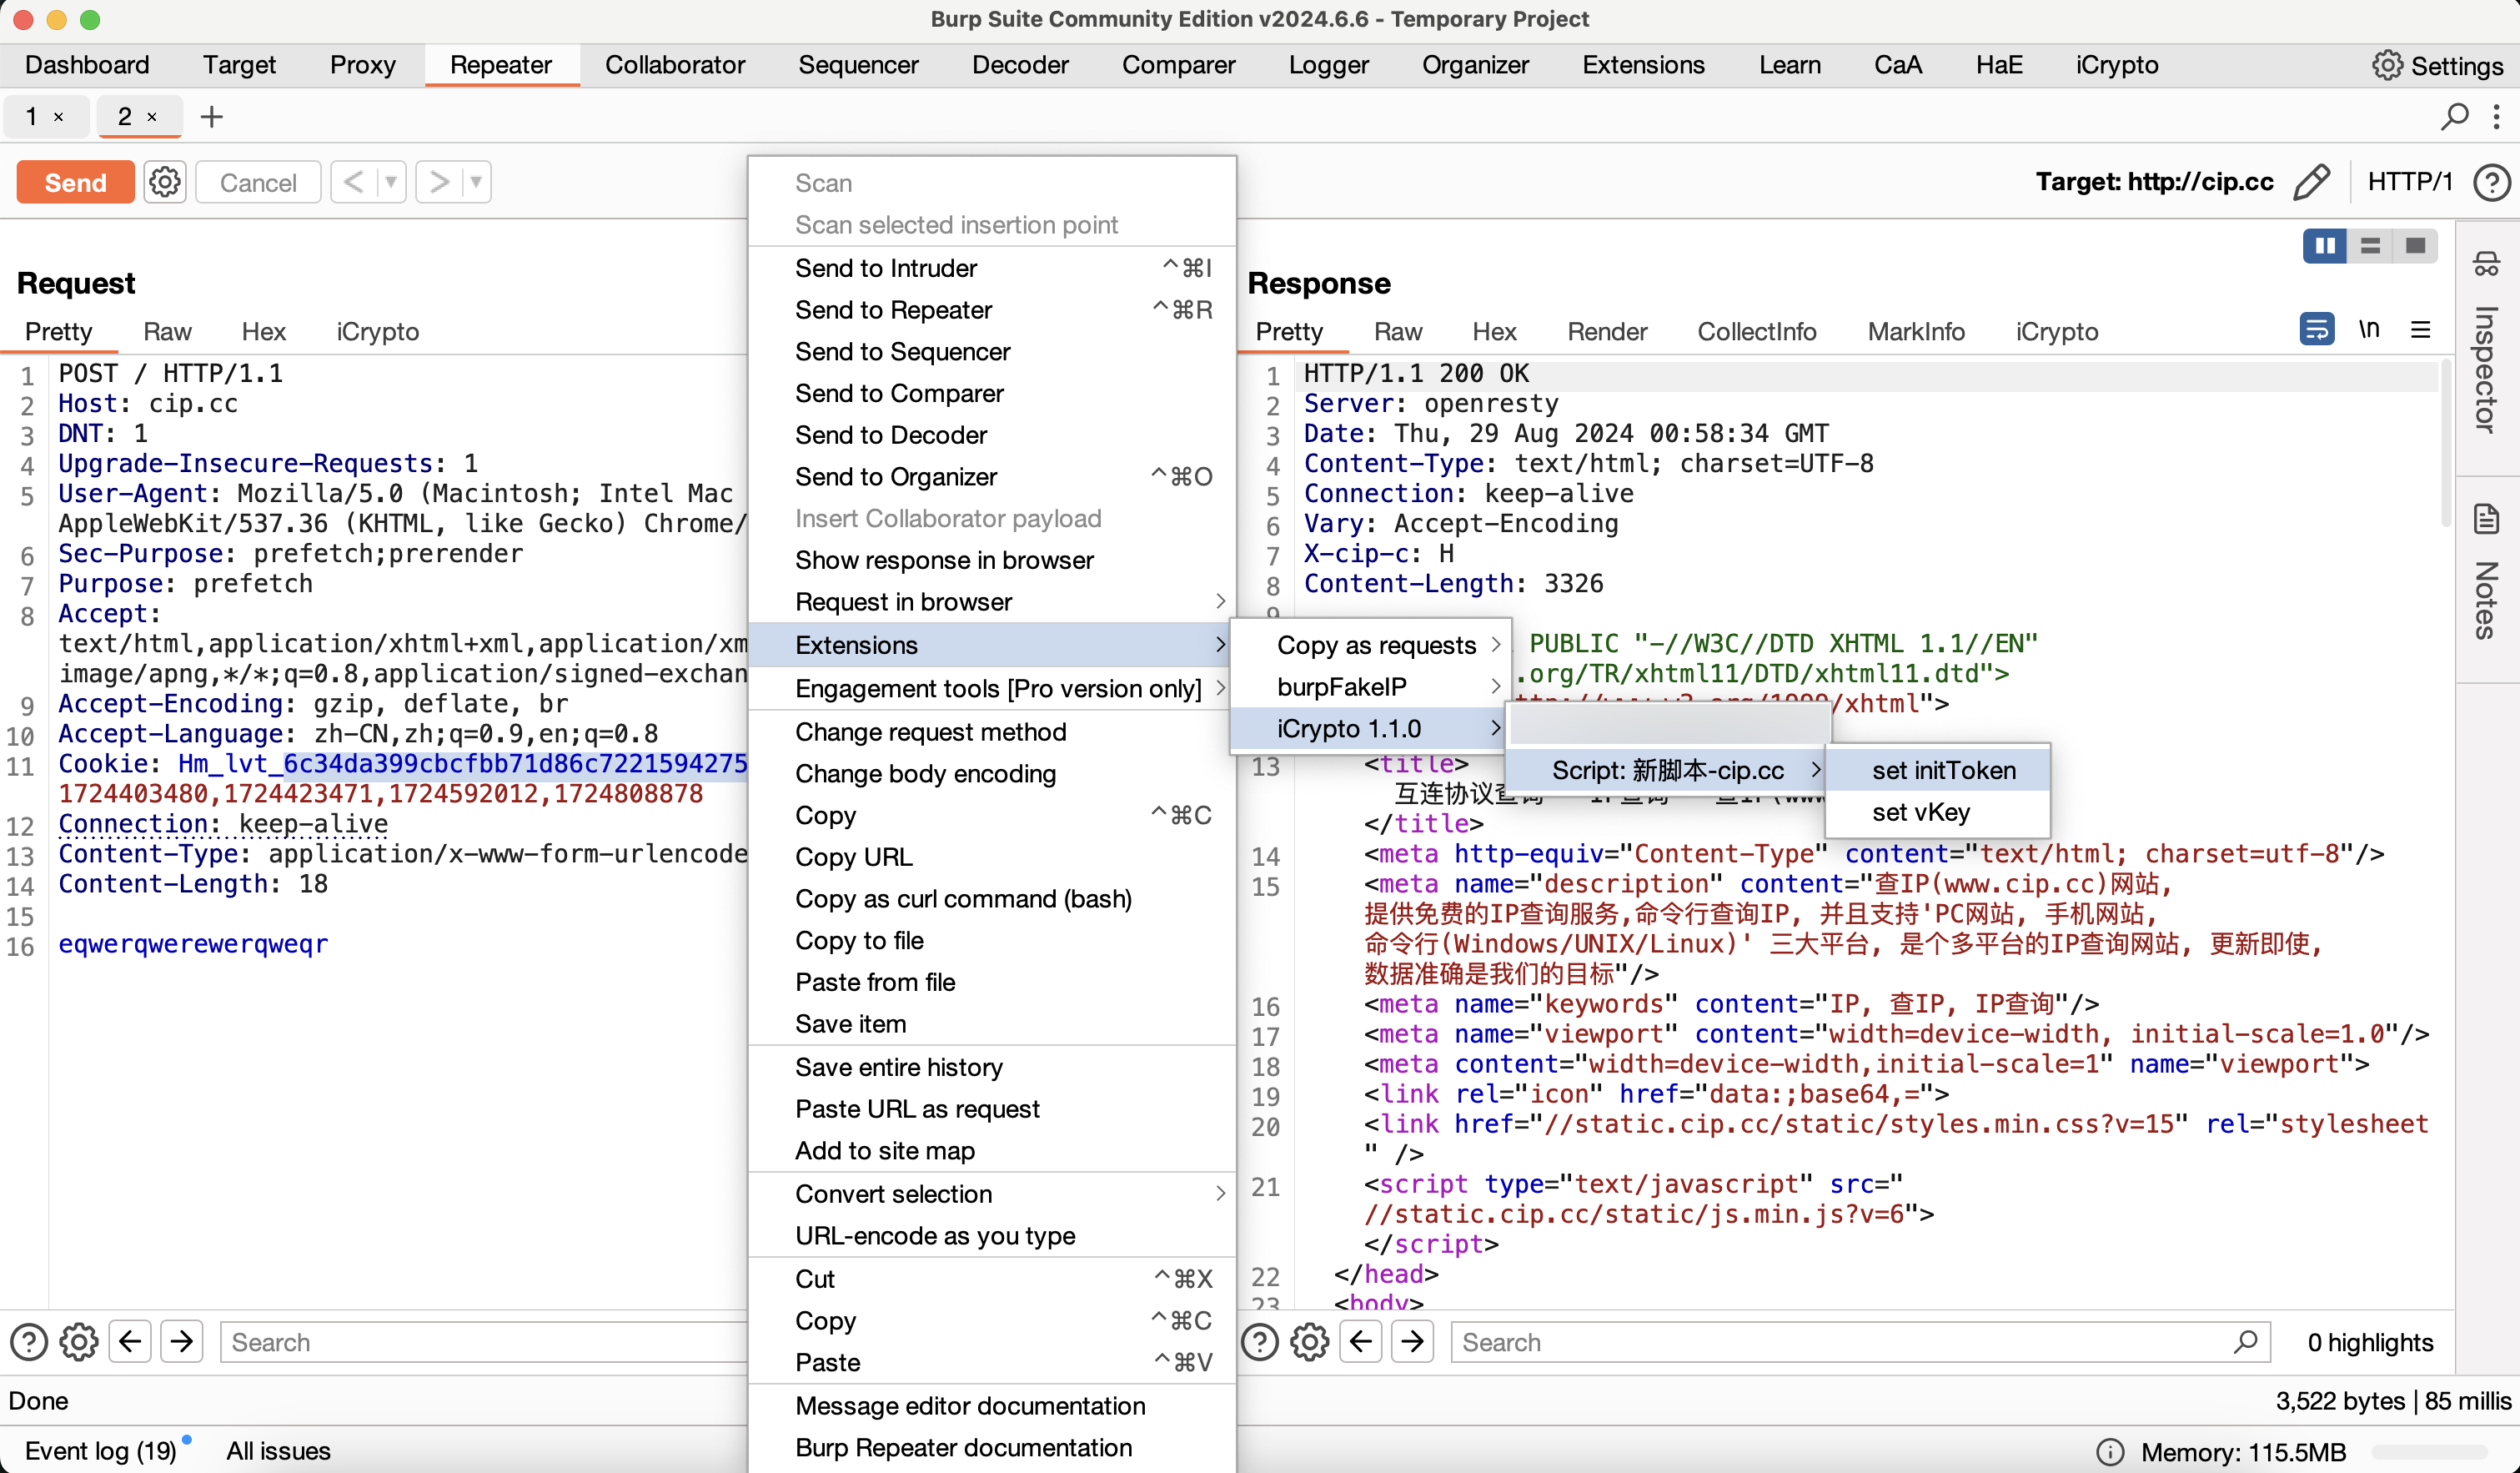 Burp Suite Community Edition v2024.6.6 - Temporary Project
Dashboard Target Proxy Repeater Collaborator Sequencer Decoder Comparer Logger Organizer Extensions Learn CaA HaE iCrypto Settings
1 × 2 × +
Send Cancel < >
Target: http://cip.cc HTTP/1
Request
Pretty Raw Hex iCrypto
1 POST / HTTP/1.1
2 Host: cip.cc
3 DNT: 1
4 Upgrade-Insecure-Requests: 1
5 User-Agent: Mozilla/5.0 (Macintosh; Intel Mac
AppleWebKit/537.36 (KHTML, like Gecko) Chrome/
6 Sec-Purpose: prefetch;prerender
7 Purpose: prefetch
8 Accept:
text/html,application/xhtml+xml,application/xm
image/apng,*/*;q=0.8,application/signed-exchan
9 Accept-Encoding: gzip, deflate, br
10 Accept-Language: zh-CN,zh;q=0.9,en;q=0.8
11 Cookie: Hm_lvt_6c34da399cbcfbb71d86c7221594275
1724403480,1724423471,1724592012,1724808878
12 Connection: keep-alive
13 Content-Type: application/x-www-form-urlencode
14 Content-Length: 18
15
16 eqwerqwerewerqweqr
Search
Scan
Scan selected insertion point
Send to Intruder ^⌘I
Send to Repeater ^⌘R
Send to Sequencer
Send to Comparer
Send to Decoder
Send to Organizer ^⌘O
Insert Collaborator payload
Show response in browser
Request in browser >
Extensions >
Engagement tools [Pro version only] >
Change request method
Change body encoding
Copy ^⌘C
Copy URL
Copy as curl command (bash)
Copy to file
Paste from file
Save item
Save entire history
Paste URL as request
Add to site map
Convert selection >
URL-encode as you type
Cut ^⌘X
Copy ^⌘C
Paste ^⌘V
Message editor documentation
Burp Repeater documentation
Copy as requests >
burpFakeIP >
iCrypto 1.1.0 >
Script: 新脚本-cip.cc >
set initToken
set vKey
Response
Pretty Raw Hex Render CollectInfo MarkInfo iCrypto \n
1 HTTP/1.1 200 OK
2 Server: openresty
3 Date: Thu, 29 Aug 2024 00:58:34 GMT
4 Content-Type: text/html; charset=UTF-8
5 Connection: keep-alive
6 Vary: Accept-Encoding
7 X-cip-c: H
8 Content-Length: 3326
9
PUBLIC "-//W3C//DTD XHTML 1.1//EN"
.org/TR/xhtml11/DTD/xhtml11.dtd">
/xhtml">
13 <title>
互连协议查
</title>
14 <meta http-equiv="Content-Type" content="text/html; charset=utf-8"/>
15 <meta name="description" content="查IP(www.cip.cc)网站,
提供免费的IP查询服务,命令行查询IP, 并且支持'PC网站, 手机网站,
命令行(Windows/UNIX/Linux)' 三大平台, 是个多平台的IP查询网站, 更新即使,
数据准确是我们的目标"/>
16 <meta name="keywords" content="IP, 查IP, IP查询"/>
17 <meta name="viewport" content="width=device-width, initial-scale=1.0"/>
18 <meta content="width=device-width,initial-scale=1" name="viewport">
19 <link rel="icon" href="data:;base64,=">
20 <link href="//static.cip.cc/static/styles.min.css?v=15" rel="stylesheet
" />
21 <script type="text/javascript" src="
//static.cip.cc/static/js.min.js?v=6">
</script>
22 </head>
23 <body>
Search 0 highlights
Inspector
Notes
Done
3,522 bytes | 85 millis
Event log (19) All issues
Memory: 115.5MB